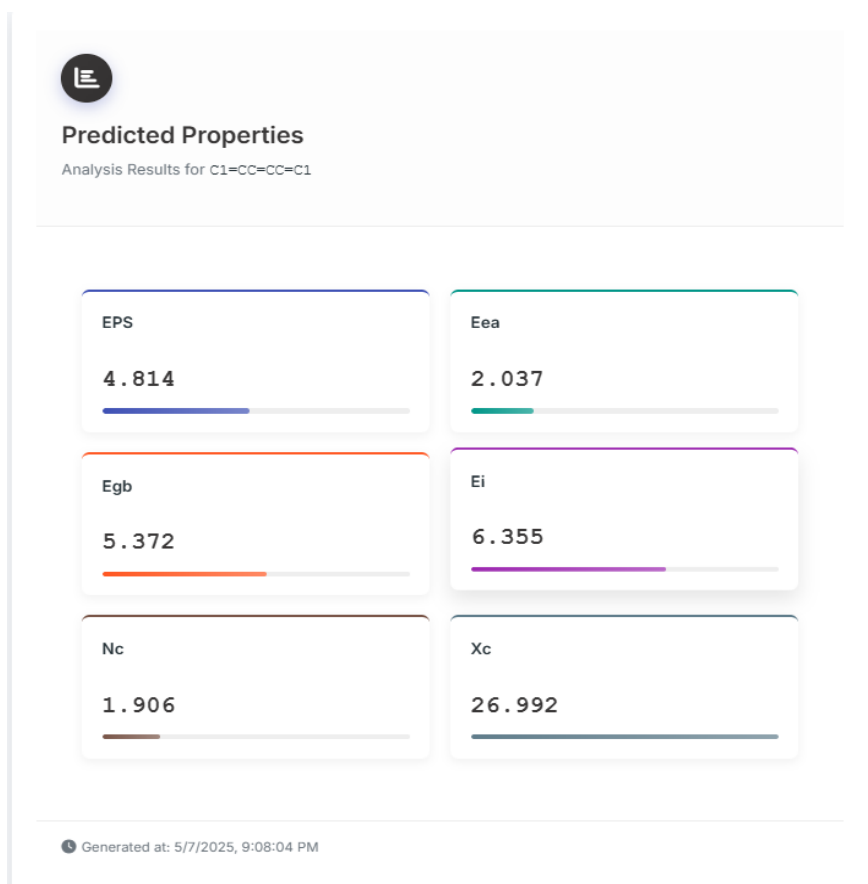 Predicted Properties
Analysis Results for C1=CC=CC=C1
EPS
4.814
Eea
2.037
Egb
5.372
Ei
6.355
Nc
1.906
Xc
26.992
Generated at: 5/7/2025, 9:08:04 PM